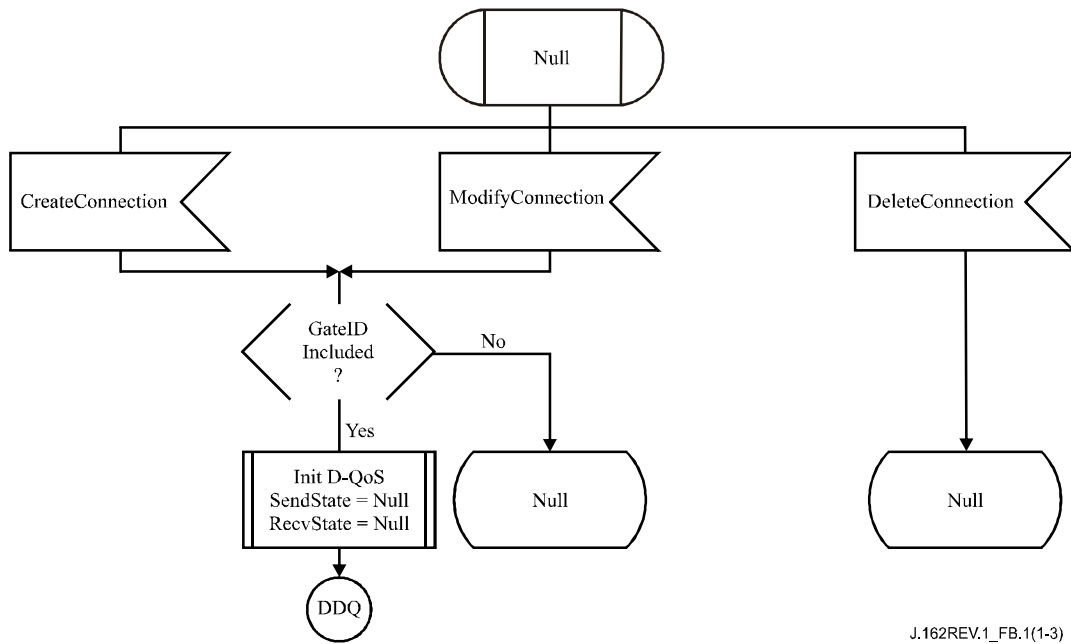 Null
CreateConnection
ModifyConnection
DeleteConnection
GateID
Included
?
No
Yes
Init D-QoS
SendState = Null
RecvState = Null
Null
Null
DDQ
J.162REV.1_FB.1(1-3)